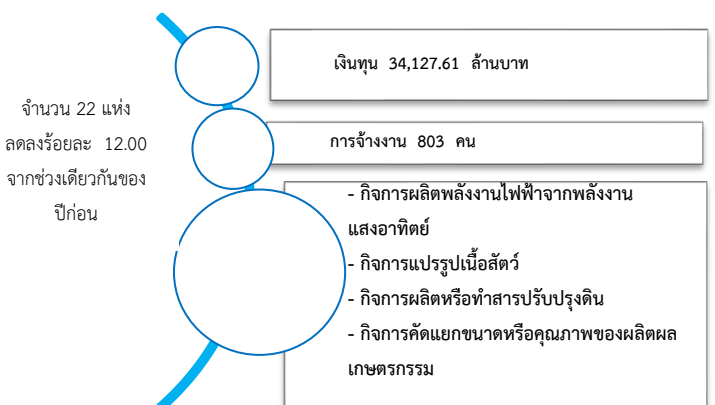 จำนวน 22 แห่ง
ลดลงร้อยละ 12.00
จากช่วงเดียวกันของ
ปีก่อน
เงินทุน 34,127.61 ล้านบาท
การจ้างงาน 803 คน
- กิจการผลิตพลังงานไฟฟ้าจากพลังงาน
แสงอาทิตย์
- กิจการแปรรูปเนื้อสัตว์
- กิจการผลิตหรือทำสารปรับปรุงดิน
- กิจการคัดแยกขนาดหรือคุณภาพของผลิตผล
เกษตรกรรม